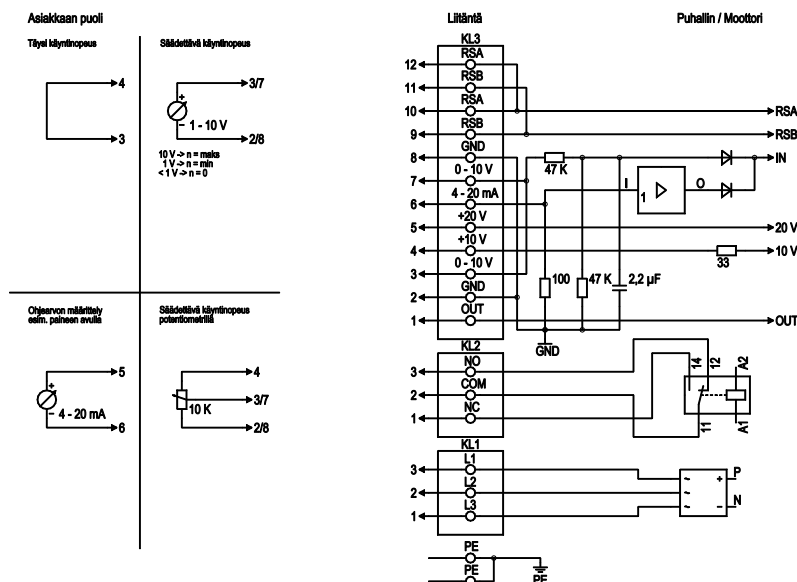 Asiakkaan puoli
Liitäntä
Puhallin / Moottori
Täysi käyntinopeus
4
3
Säädettävä käyntinopeus
3/7
+
− 1 - 10 V
2/8
10 V -> n = maks
1 V -> n = min
< 1 V -> n = 0
Ohjearvon määrittely
esim. paineen avulla
5
+
− 4 - 20 mA
6
Säädettävä käyntinopeus
potentiometrillä
4
3/7
10 K
2/8
KL3
12 RSA
11 RSB
10 RSA RSA
9 RSB RSB
8 GND IN
7 0 - 10 V
47 K
I 1 O
6 4 - 20 mA
5 +20 V 20 V
4 +10 V 10 V
33
3 0 - 10 V
100
47 K
2,2 µF
2 GND
1 OUT OUT
GND
KL2
3 NO
2 COM
1 NC
14
12
A2
11
A1
KL1
3 L1
2 L2
1 L3
~ + P
~
~ − N
PE
PE
PE